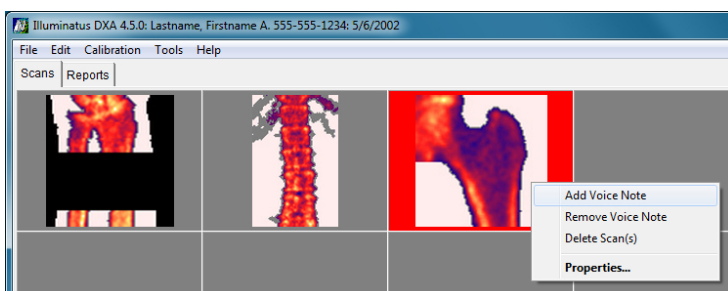 Illuminatus DXA 4.5.0: Lastname, Firstname A. 555-555-1234: 5/6/2002
File Edit Calibration Tools Help
Scans Reports
Add Voice Note
Remove Voice Note
Delete Scan(s)
Properties...